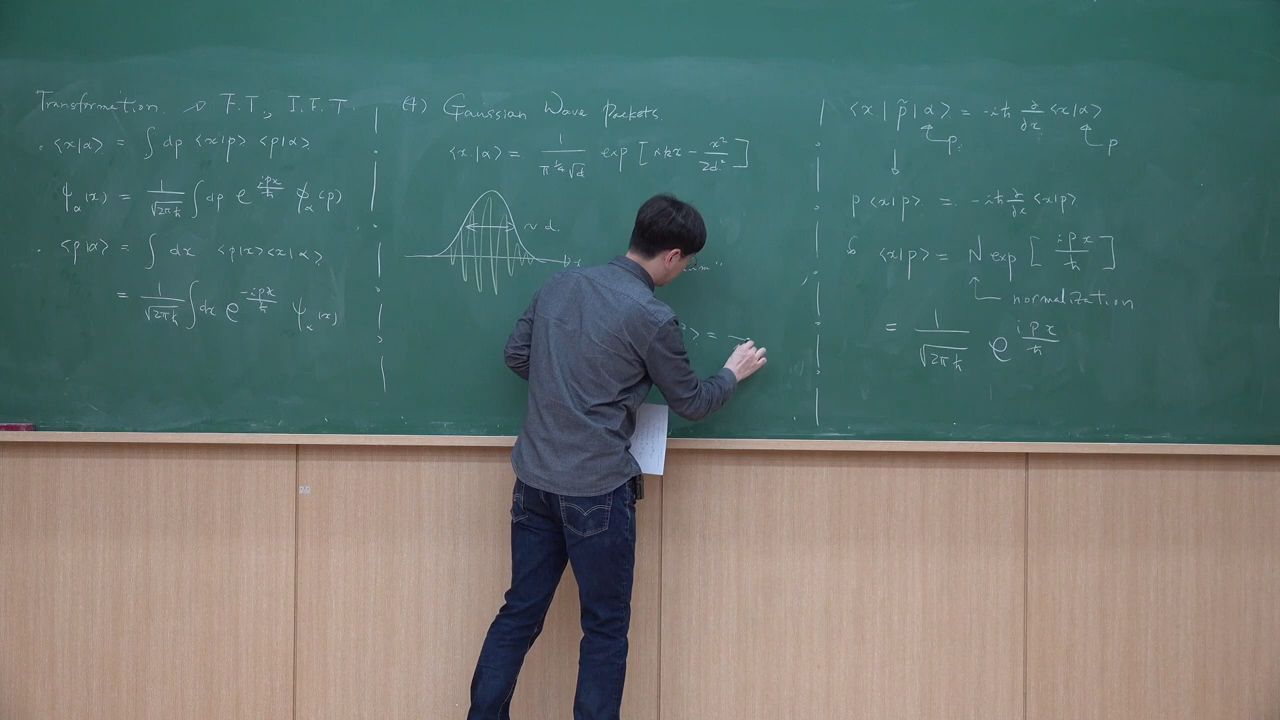 Transformation. → F.T., I.F.T.
· <x|α> = ∫ dp <x|p> <p|α>
ψ_α(x) = 1/√(2πħ) ∫ dp e^{ipx/ħ} ϕ_α(p)
· <p|α> = ∫ dx <p|x><x|α>
= 1/√(2πħ) ∫ dx e^{-ipx/ħ} ψ_α(x)
(4) Gaussian Wave Packets.
<x|α> = 1/(π^{1/4}√d) exp[ikx - x²/2d²]
~ d.
> =
<x|p̃|α> = -iħ ∂/∂x <x|α>
p
p
p<x|p> = -iħ ∂/∂x <x|p>
<x|p> = N exp[ipx/ħ]
normalization
= 1/√(2πħ) e^{ipx/ħ}